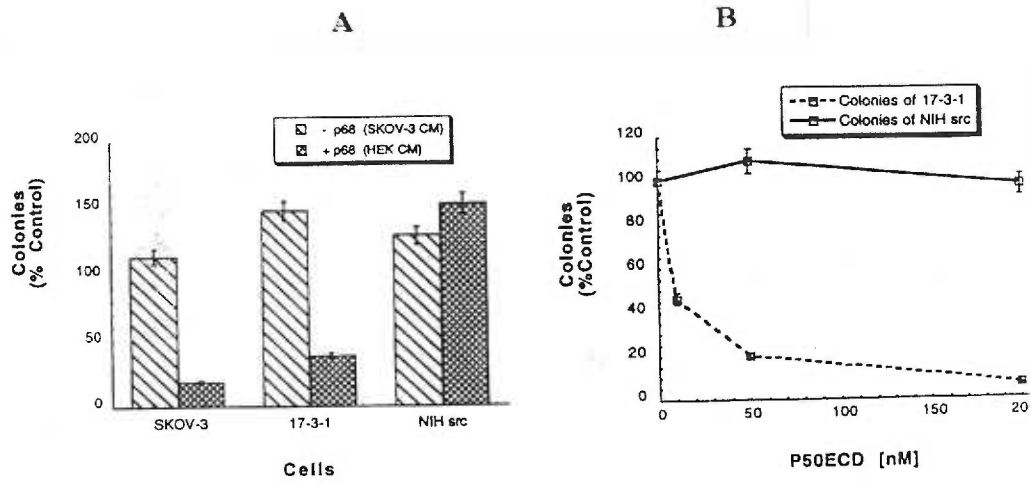 A
- p68 (SKOV-3 CM)
+ p68 (HEK CM)
Colonies
(% Control)
200
150
100
50
0
SKOV-3
17-3-1
NIH src
Cells
B
Colonies of 17-3-1
Colonies of NIH src
Colonies
(%Control)
120
100
80
60
40
20
0
0
50
100
150
20
P50ECD [nM]